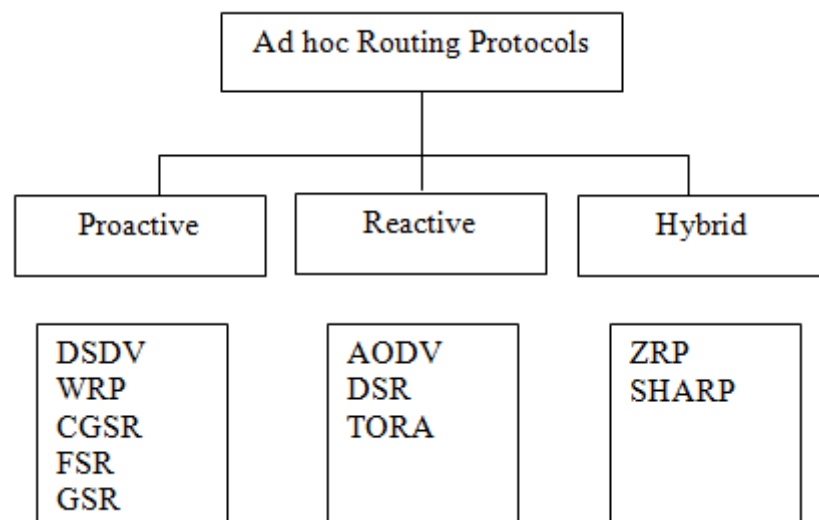 Ad hoc Routing Protocols
Proactive
Reactive
Hybrid
DSDV
WRP
CGSR
FSR
GSR
AODV
DSR
TORA
ZRP
SHARP